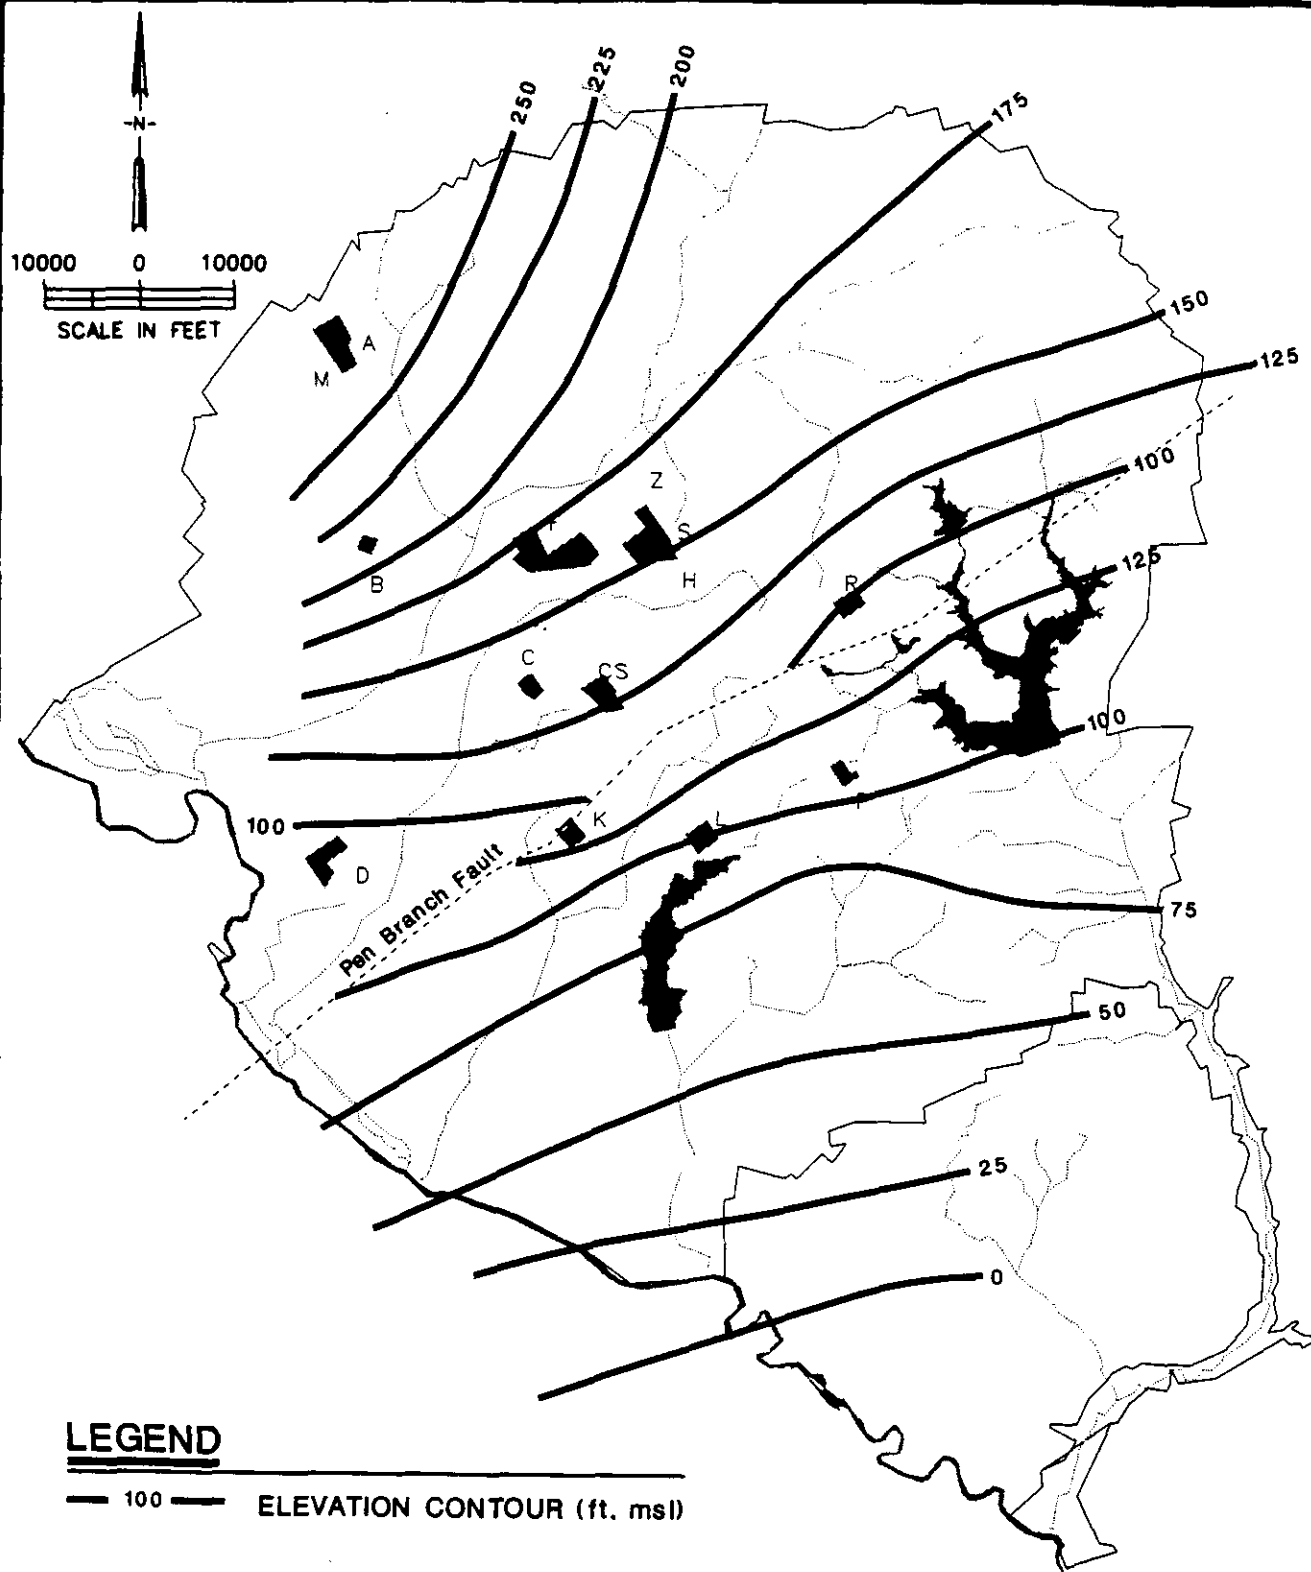 250
225
200
175
-N-
10000 0 10000
SCALE IN FEET
150
A
M
125
100
Z
S
B
H
R
125
C
CS
100
100
K
L
D
Pen Branch Fault
75
50
25
0
LEGEND
100 ELEVATION CONTOUR (ft. msl)